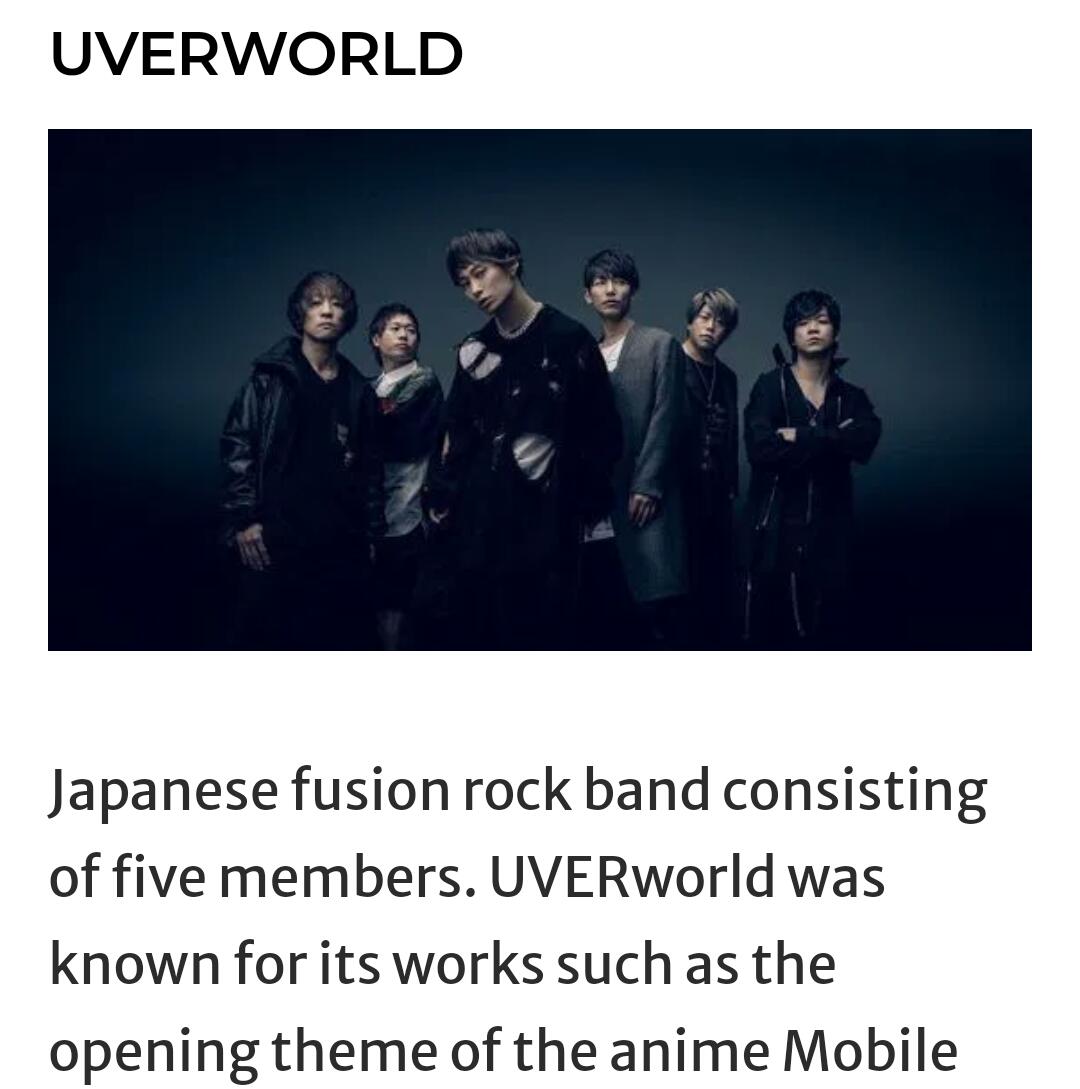 UVERWORLD
Japanese fusion rock band consisting
of five members. UVERworld was
known for its works such as the
opening theme of the anime Mobile